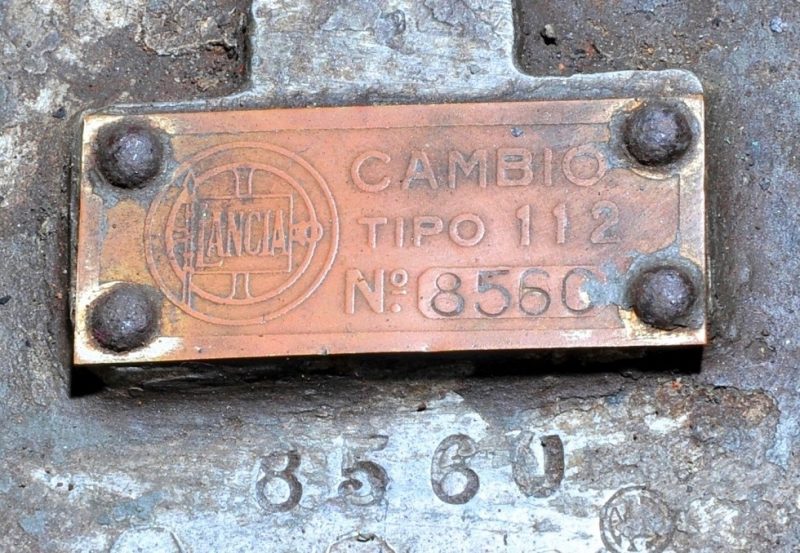 LANCIA
CAMBIO
TIPO 112
Nº 8560
8560